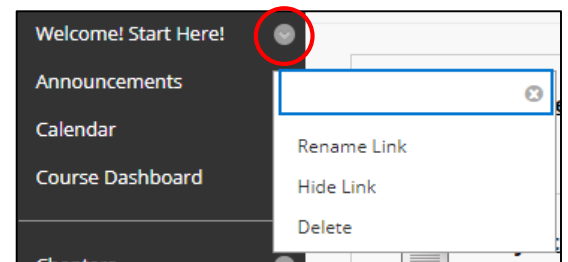 Welcome! Start Here!
Announcements
Calendar
Course Dashboard
Rename Link
Hide Link
Delete